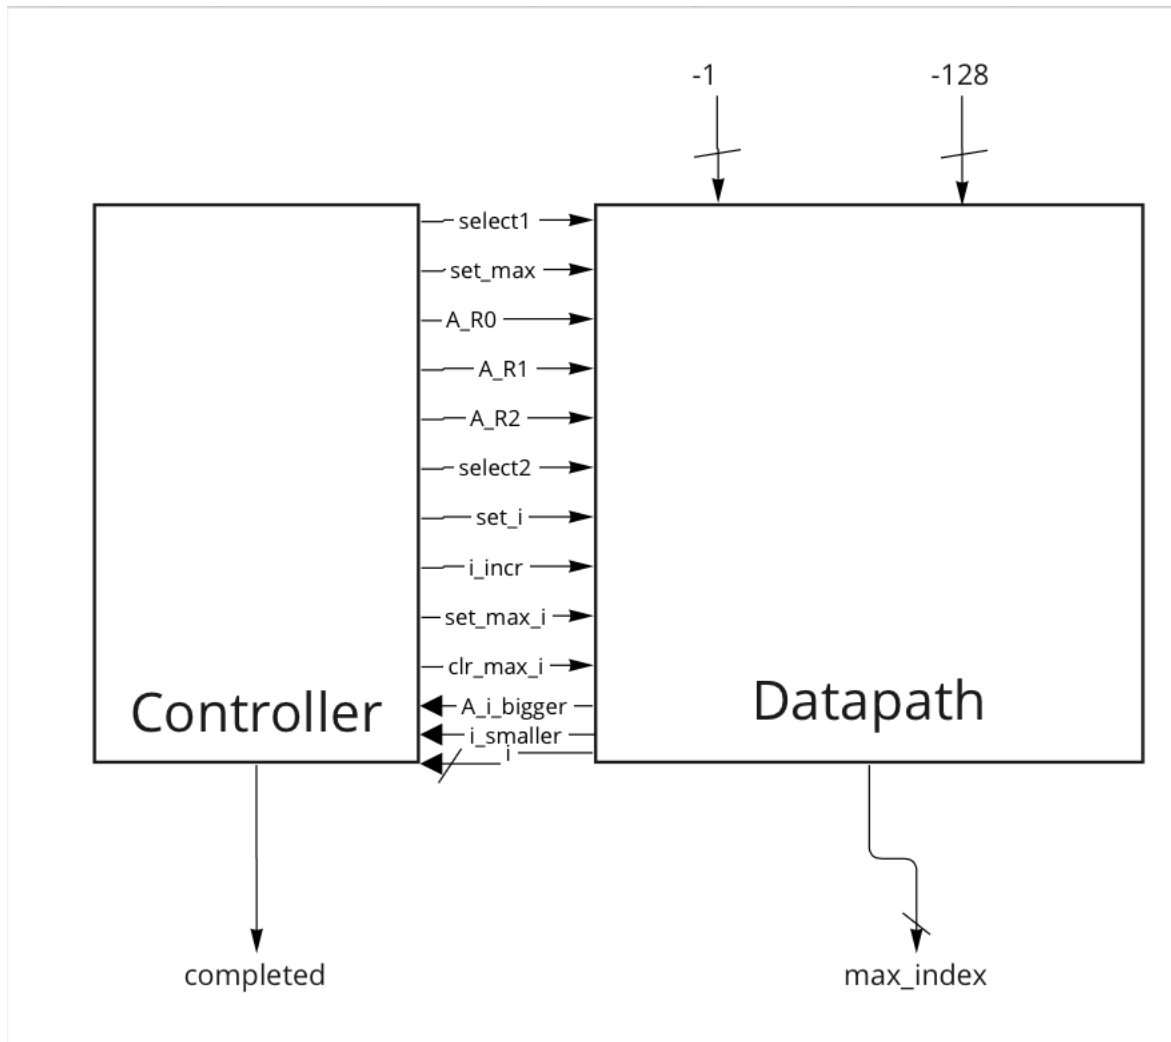 -1
-128
select1
set_max
A_R0
A_R1
A_R2
select2
set_i
i_incr
set_max_i
clr_max_i
A_i_bigger
i_smaller
i
Controller
Datapath
completed
max_index